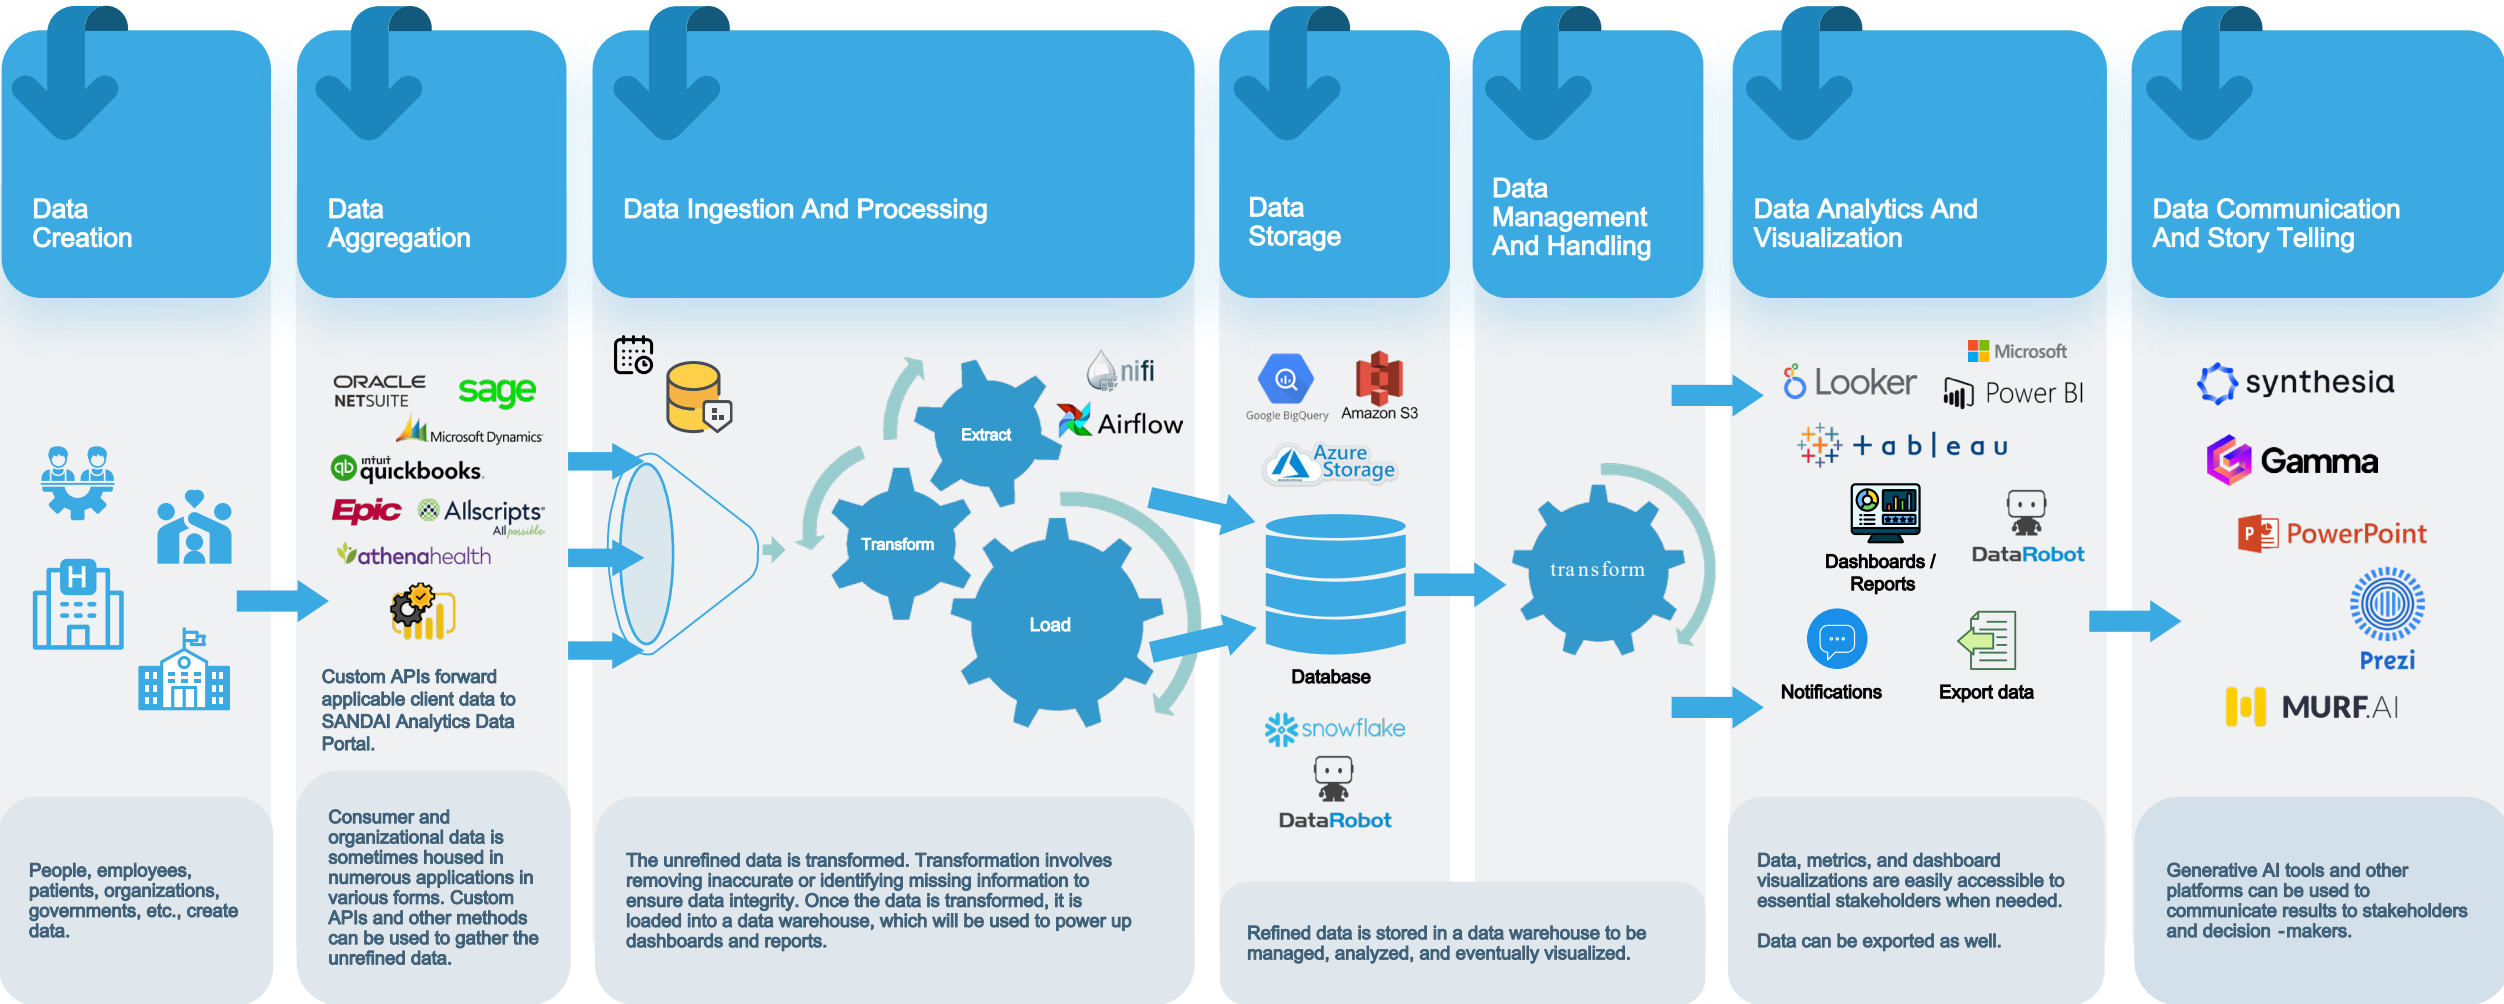 Data
Creation
Data
Aggregation
Data Ingestion And Processing
Data
Storage
Data
Management
And Handling
Data Analytics And
Visualization
Data Communication
And Story Telling
H
People, employees,
patients, organizations,
governments, etc., create
data.
ORACLE
NETSUITE
sage
Microsoft Dynamics
qb
intuit
quickbooks.
Epic
Allscripts
All possible
athenahealth
Custom APIs forward
applicable client data to
SANDAI Analytics Data
Portal.
Consumer and
organizational data is
sometimes housed in
numerous applications in
various forms. Custom
APIs and other methods
can be used to gather the
unrefined data.
Extract
Transform
Load
nifi
Airflow
The unrefined data is transformed. Transformation involves
removing inaccurate or identifying missing information to
ensure data integrity. Once the data is transformed, it is
loaded into a data warehouse, which will be used to power up
dashboards and reports.
Google BigQuery
Amazon S3
Azure
Storage
Database
snowflake
DataRobot
transform
Refined data is stored in a data warehouse to be
managed, analyzed, and eventually visualized.
Looker
Microsoft
Power BI
+ableau
Dashboards /
Reports
DataRobot
Notifications
Export data
Data, metrics, and dashboard
visualizations are easily accessible to
essential stakeholders when needed.
Data can be exported as well.
synthesia
Gamma
P
PowerPoint
Prezi
MURF.AI
Generative AI tools and other
platforms can be used to
communicate results to stakeholders
and decision -makers.